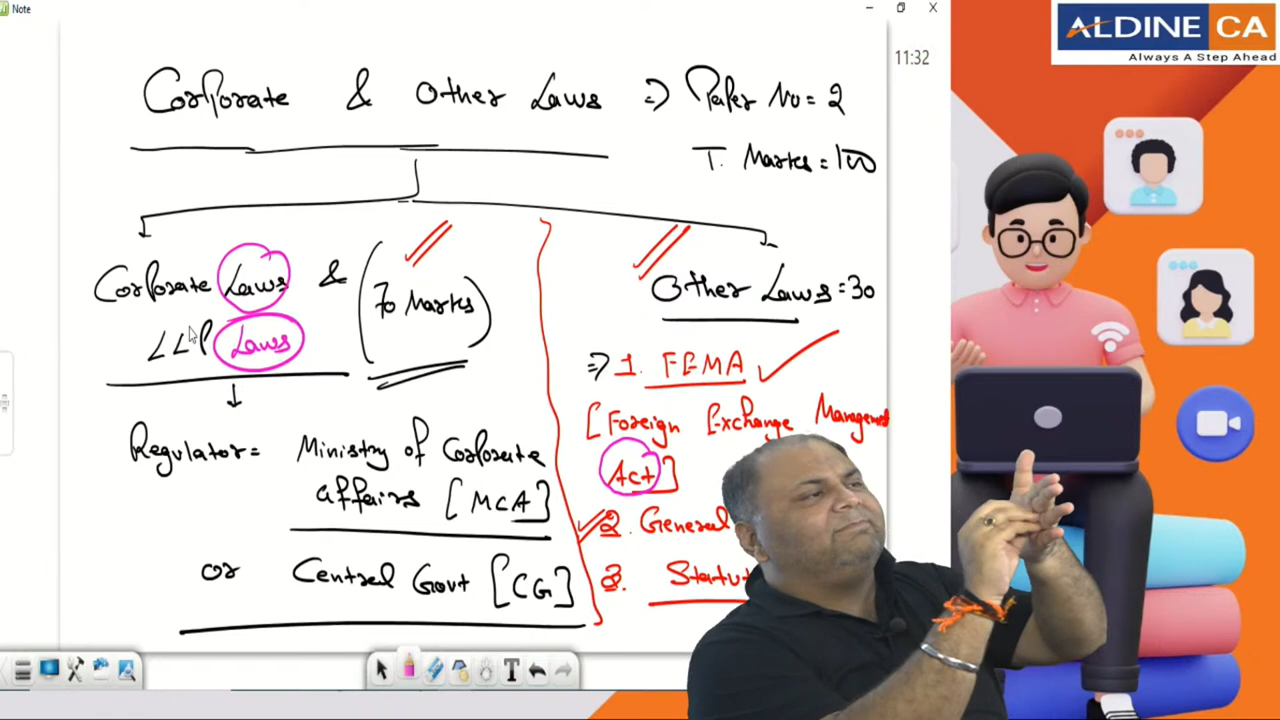 Note
ALDINE CA
Always A Step Ahead
11:32
Corporate & Other Laws => Paper No = 2
T. Marks = 100
Corporate Laws & (70 Marks)
LLP Laws
Other Laws = 30
=> 1. FEMA
[Foreign Exchange Management
Act]
Regulator = Ministry of Corporate
affairs [MCA]
2. General
or Central Govt [CG]
3. Statut